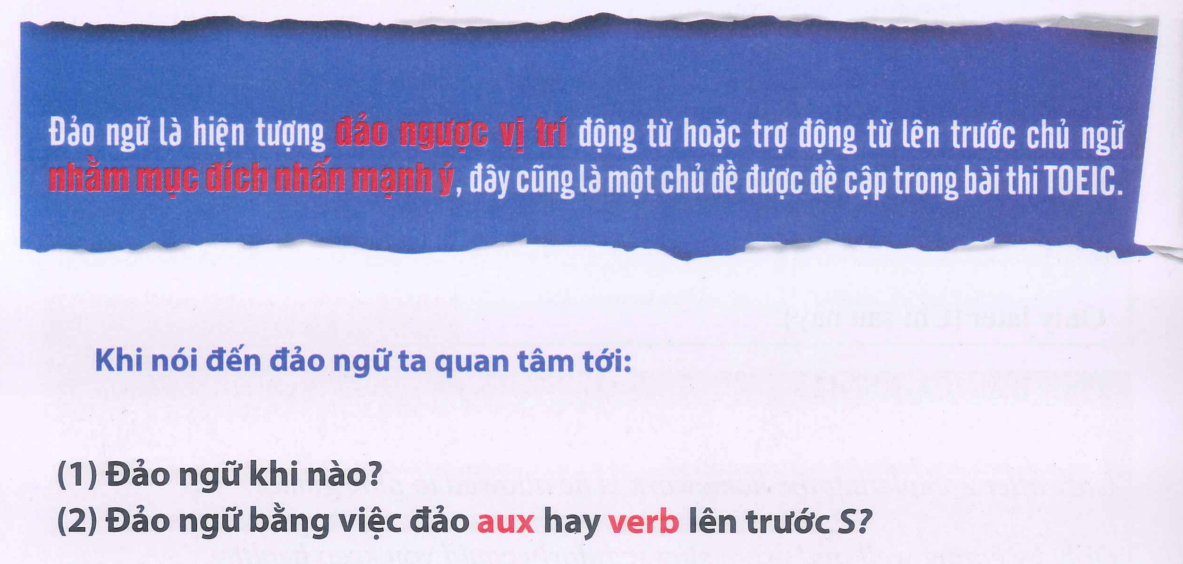 Đảo ngữ là hiện tượng đảo ngược vị trí động từ hoặc trợ động từ lên trước chủ ngữ
nhằm mục đích nhấn mạnh ý, đây cũng là một chủ đề được đề cập trong bài thi TOEIC.
Khi nói đến đảo ngữ ta quan tâm tới:
(1) Đảo ngữ khi nào?
(2) Đảo ngữ bằng việc đảo aux hay verb lên trước S?